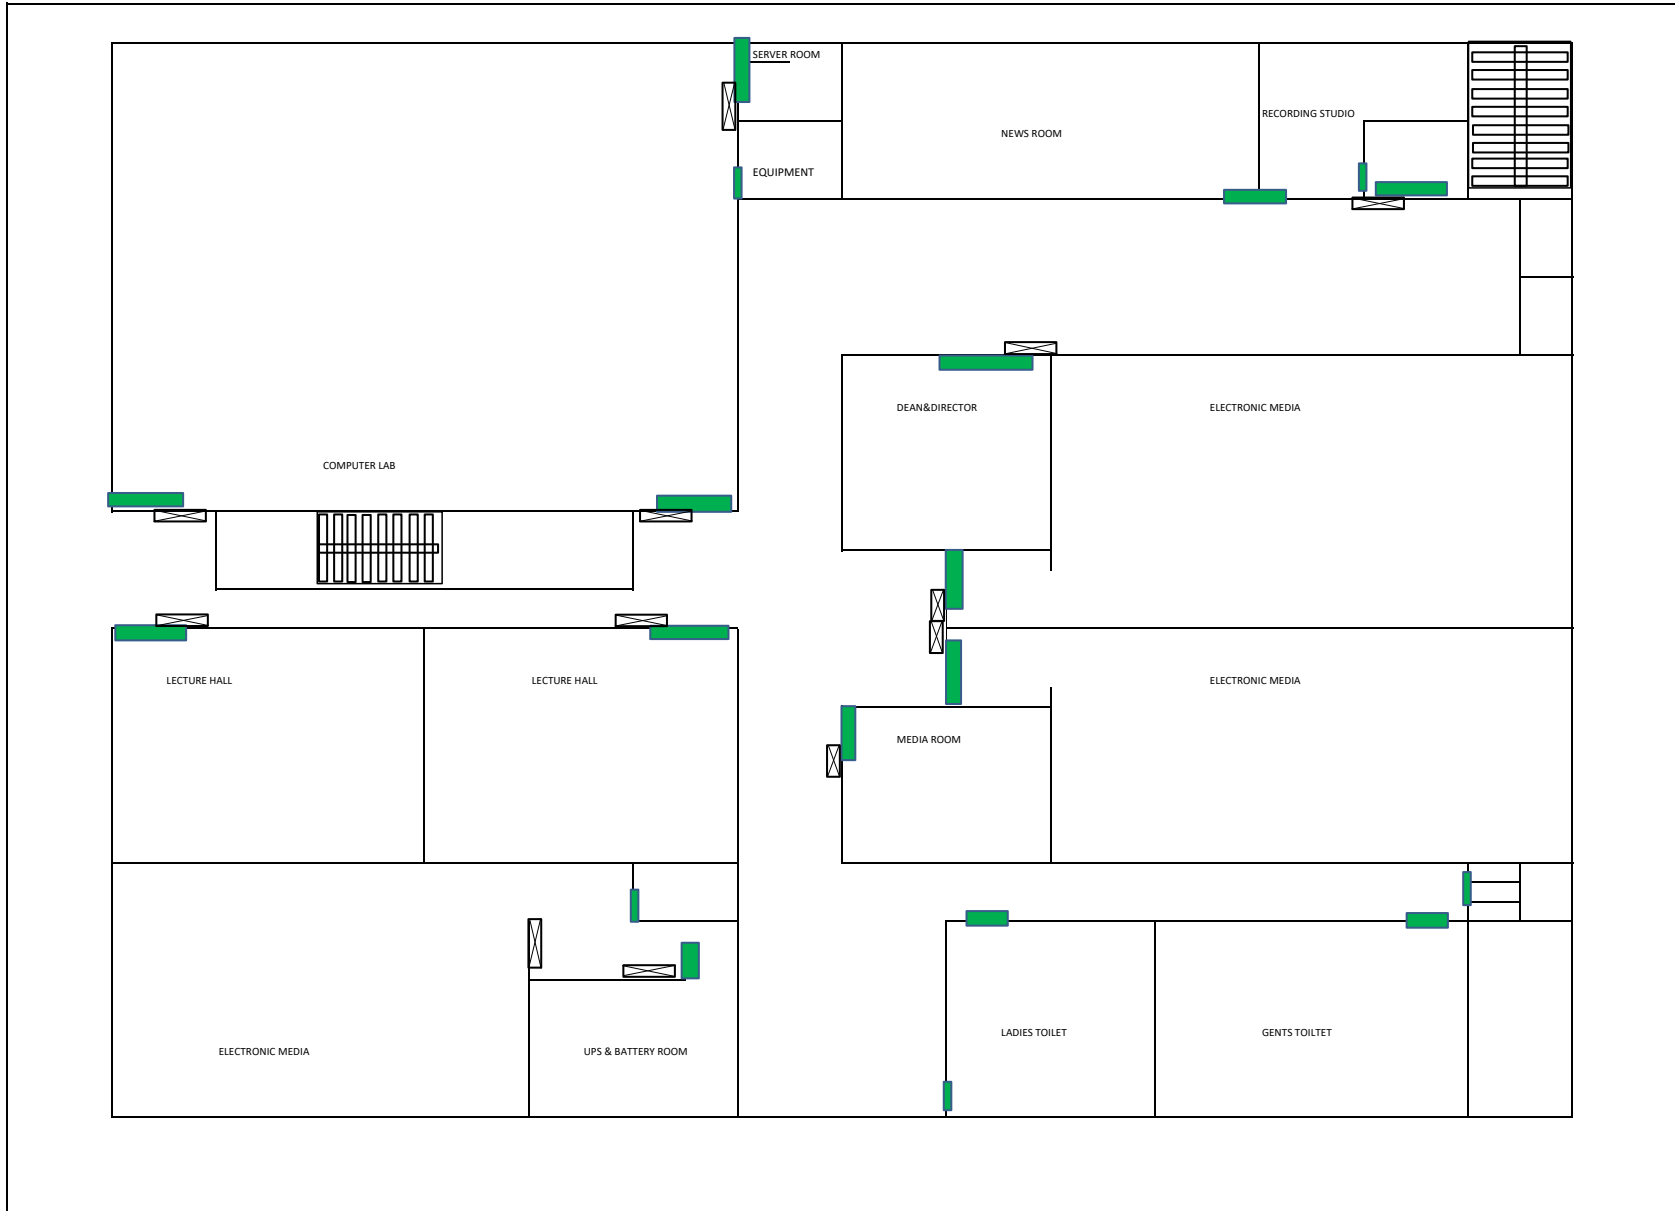 SERVER ROOM
RECORDING STUDIO
NEWS ROOM
EQUIPMENT
DEAN&DIRECTOR
ELECTRONIC MEDIA
COMPUTER LAB
LECTURE HALL
LECTURE HALL
ELECTRONIC MEDIA
MEDIA ROOM
LADIES TOILET
GENTS TOILTET
ELECTRONIC MEDIA
UPS & BATTERY ROOM